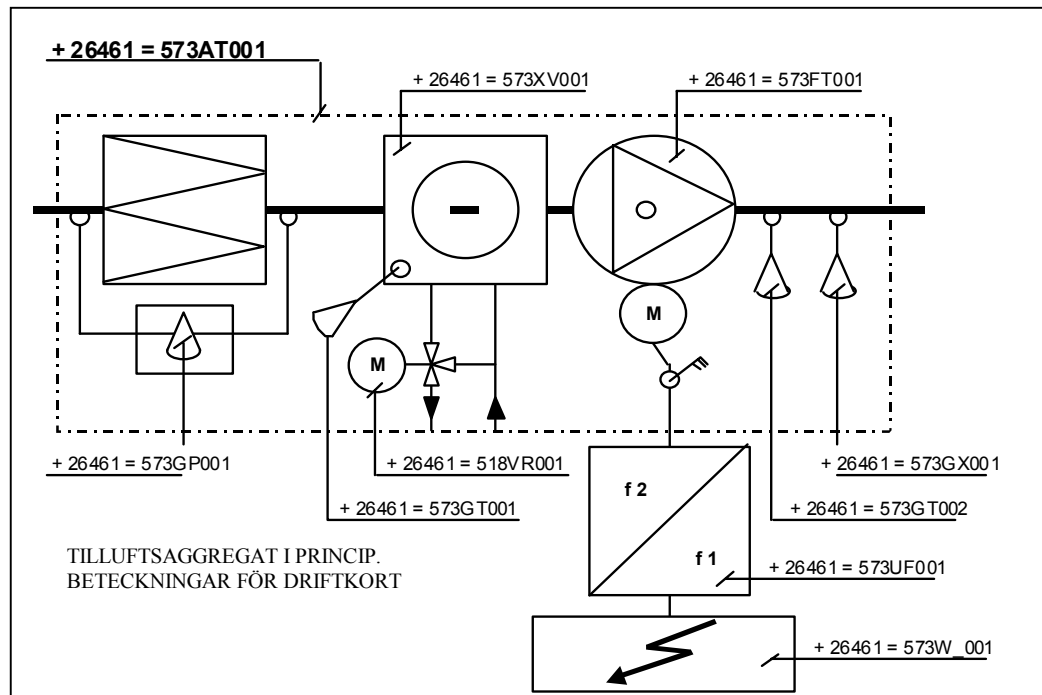 + 26461 = 573AT001
+ 26461 = 573XV001
+ 26461 = 573FT001
M
M
+ 26461 = 573GP001
+ 26461 = 518VR001
+ 26461 = 573GX001
+ 26461 = 573GT001
+ 26461 = 573GT002
f 2
f 1
TILLUFTSAGGREGAT I PRINCIP.
BETECKNINGAR FÖR DRIFTKORT
+ 26461 = 573UF001
+ 26461 = 573W_001